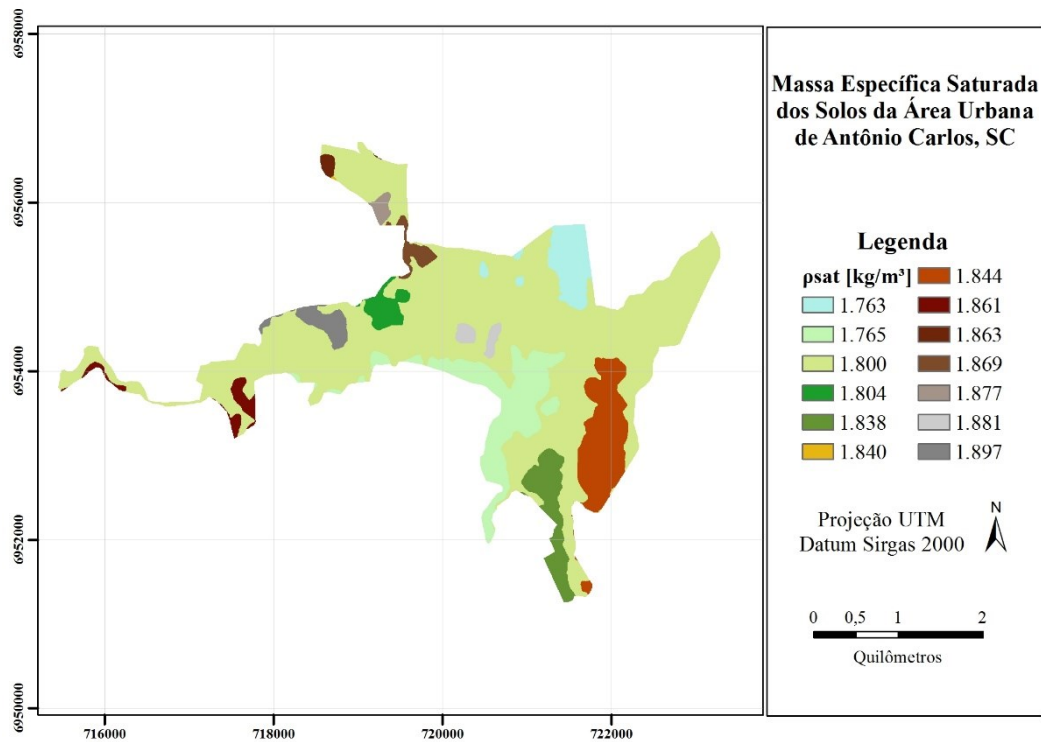 6958000
6956000
6954000
6952000
6950000
716000
718000
720000
722000
Massa Específica Saturada
dos Solos da Área Urbana
de Antônio Carlos, SC
Legenda
ρsat [kg/m³]
1.763
1.765
1.800
1.804
1.838
1.840
1.844
1.861
1.863
1.869
1.877
1.881
1.897
Projeção UTM
Datum Sirgas 2000
N
0 0,5 1 2
Quilômetros